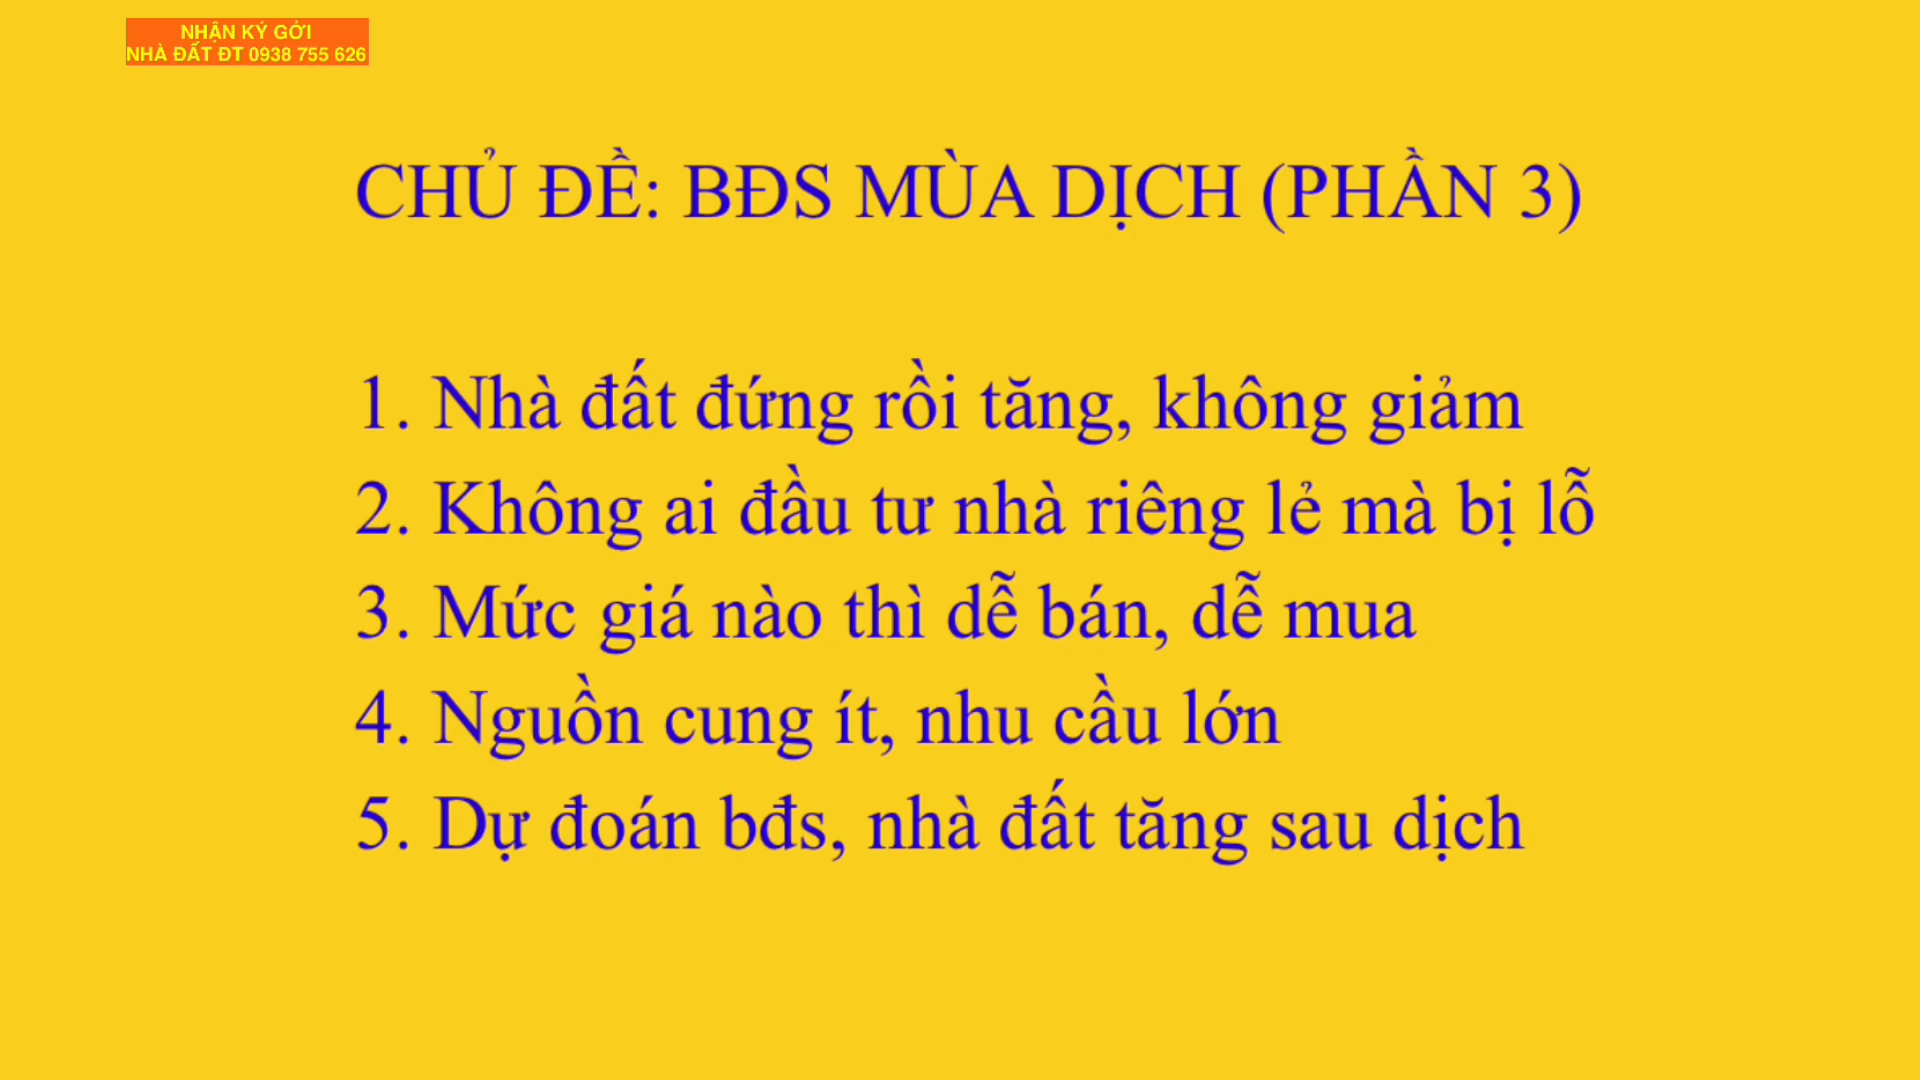 NHẬN KÝ GỞI
NHÀ ĐẤT ĐT 0938 755 626
CHỦ ĐỀ: BĐS MÙA DỊCH (PHẦN 3)
1. Nhà đất đứng rồi tăng, không giảm
2. Không ai đầu tư nhà riêng lẻ mà bị lỗ
3. Mức giá nào thì dễ bán, dễ mua
4. Nguồn cung ít, nhu cầu lớn
5. Dự đoán bđs, nhà đất tăng sau dịch